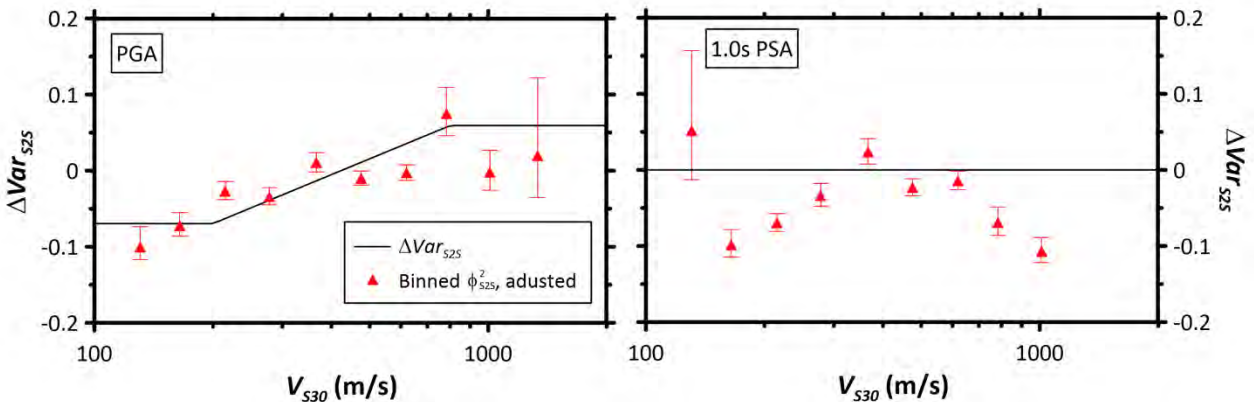 0.2
0.1
0
-0.1
-0.2
ΔVar_S2S
PGA
ΔVar_S2S
Binned ϕ²_S2S, adusted
100
1000
V_S30 (m/s)
1.0s PSA
0.2
0.1
0
-0.1
-0.2
ΔVar_S2S
100
1000
V_S30 (m/s)